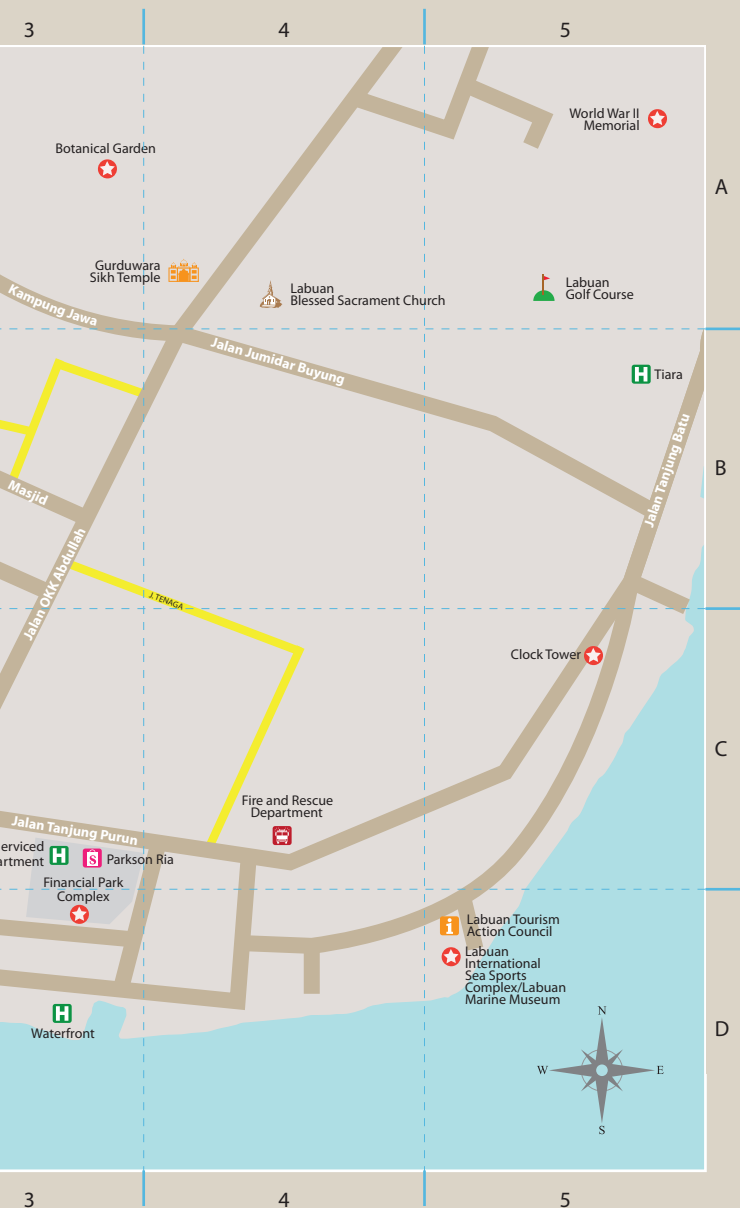 3
4
5
World War II
Memorial
Botanical Garden
A
Gurduwara
Sikh Temple
Labuan
Blessed Sacrament Church
Labuan
Golf Course
Kampung Jawa
Jalan Jumidar Buyung
H Tiara
Jalan Tanjung Batu
B
Masjid
Jalan OKK Abdullah
J. TENAGA
Clock Tower
C
Fire and Rescue
Department
Jalan Tanjung Purun
erviced
artment H
S Parkson Ria
Financial Park
Complex
i Labuan Tourism
Action Council
Labuan
International
Sea Sports
Complex/Labuan
Marine Museum
H
Waterfront
N
W
E
S
D
3
4
5